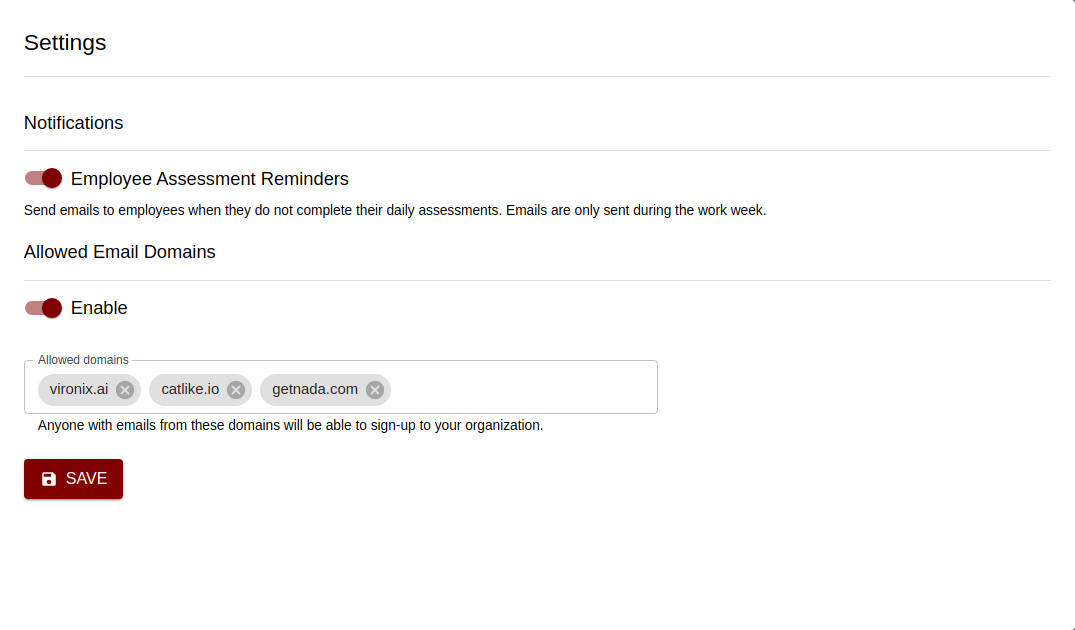 Settings
Notifications
Employee Assessment Reminders
Send emails to employees when they do not complete their daily assessments. Emails are only sent during the work week.
Allowed Email Domains
Enable
Allowed domains
vironix.ai catlike.io getnada.com
Anyone with emails from these domains will be able to sign-up to your organization.
SAVE